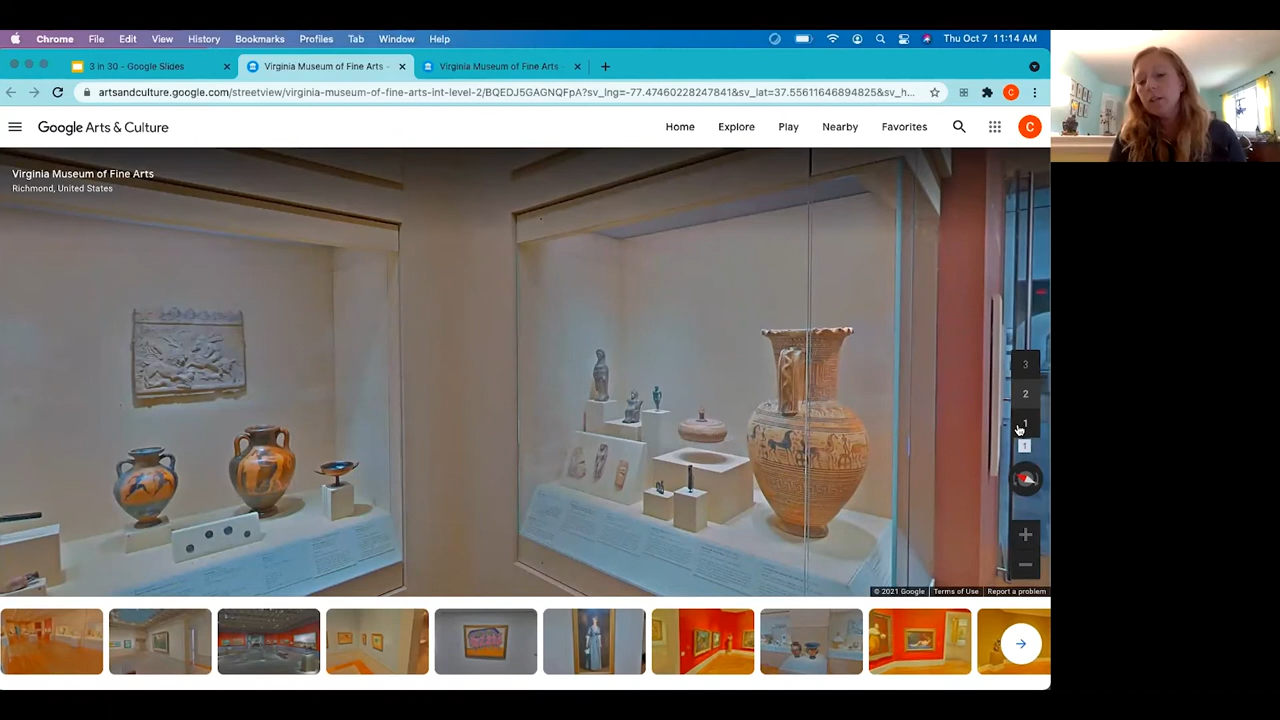 Chrome File Edit View History Bookmarks Profiles Tab Window Help Thu Oct 7 11:14 AM
3 in 30 - Google Slides × Virginia Museum of Fine Arts - × Virginia Museum of Fine Arts - × +
artsandculture.google.com/streetview/virginia-museum-of-fine-arts-int-level-2/BQEDJ5GAGNQFpA?sv_lng=-77.47460228247841&sv_lat=37.55611646894825&sv_h...
C
Google Arts & Culture Home Explore Play Nearby Favorites C
Virginia Museum of Fine Arts
Richmond, United States
3
2
1
1
+
−
© 2021 Google Terms of Use Report a problem